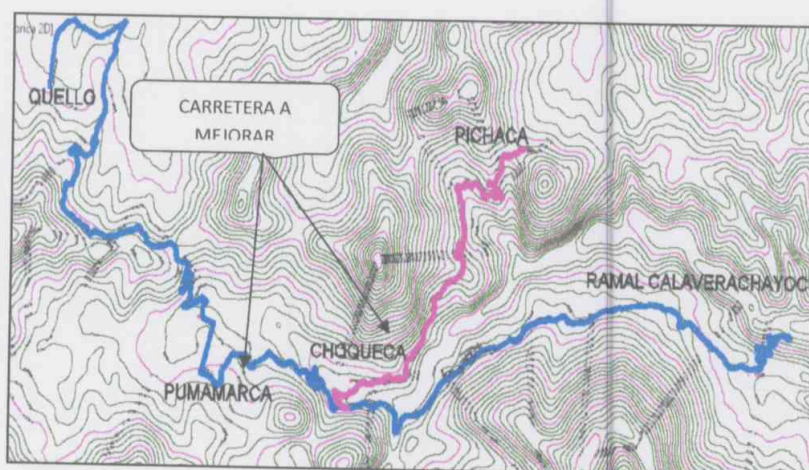 QUELLO
CARRETERA A
MEJORAR
PICHACA
RAMAL CALAVERACHAYOC
CHOQUECA
PUMAMARCA